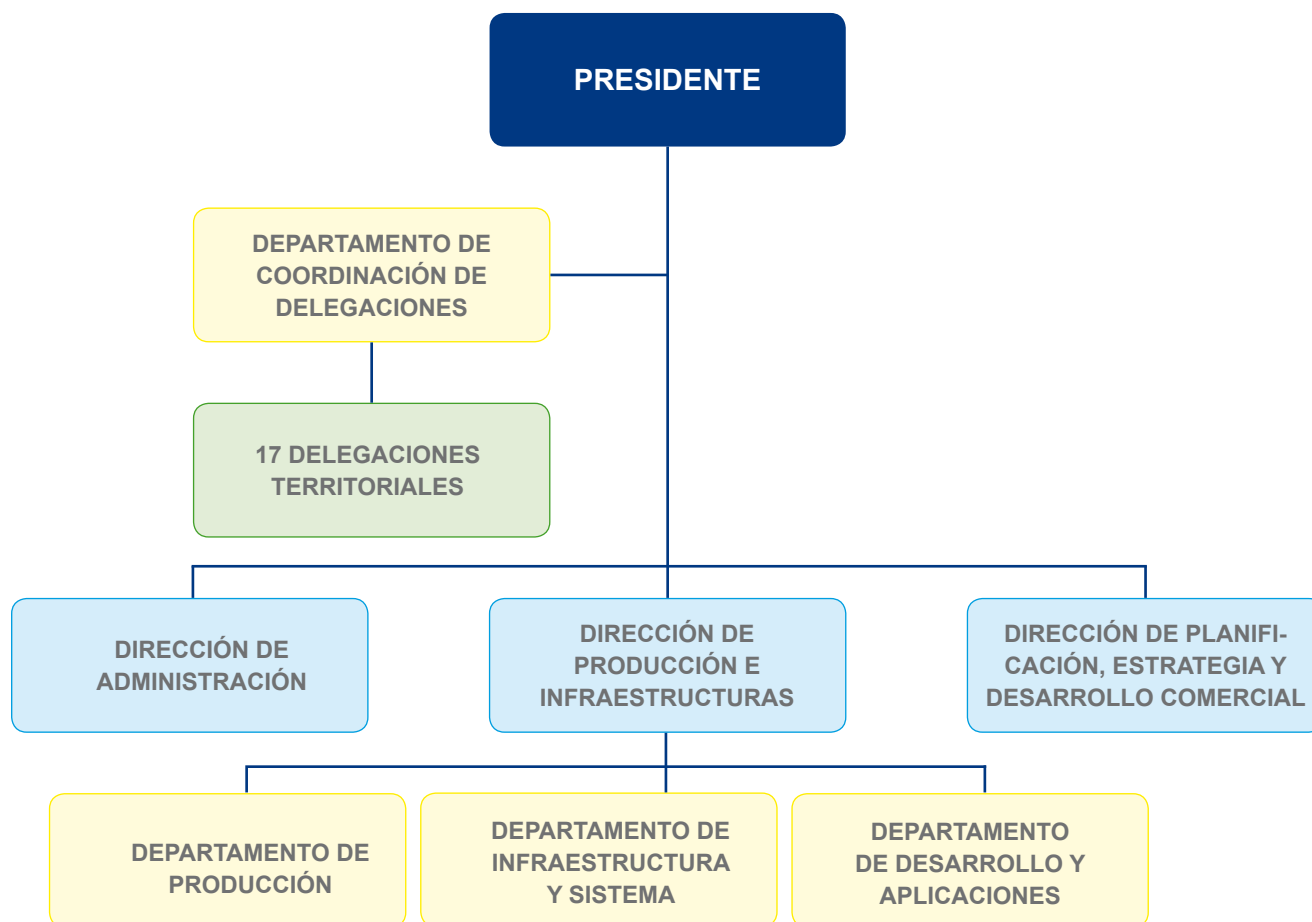 PRESIDENTE
DEPARTAMENTO DE
COORDINACIÓN DE
DELEGACIONES
17 DELEGACIONES
TERRITORIALES
DIRECCIÓN DE
ADMINISTRACIÓN
DIRECCIÓN DE
PRODUCCIÓN E
INFRAESTRUCTURAS
DIRECCIÓN DE PLANIFI-
CACIÓN, ESTRATEGIA Y
DESARROLLO COMERCIAL
DEPARTAMENTO DE
PRODUCCIÓN
DEPARTAMENTO DE
INFRAESTRUCTURA
Y SISTEMA
DEPARTAMENTO
DE DESARROLLO Y
APLICACIONES